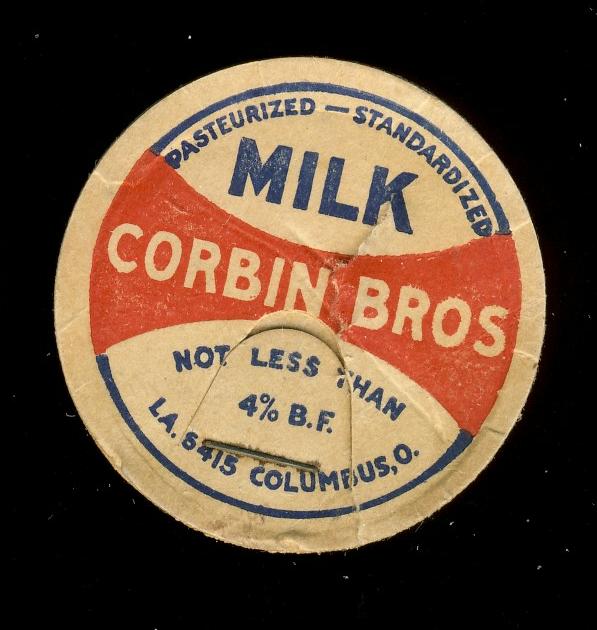 PASTEURIZED — STANDARDIZED
MILK
CORBIN BROS
NOT LESS THAN
4% B.F.
LA. 6415 COLUMBUS, O.